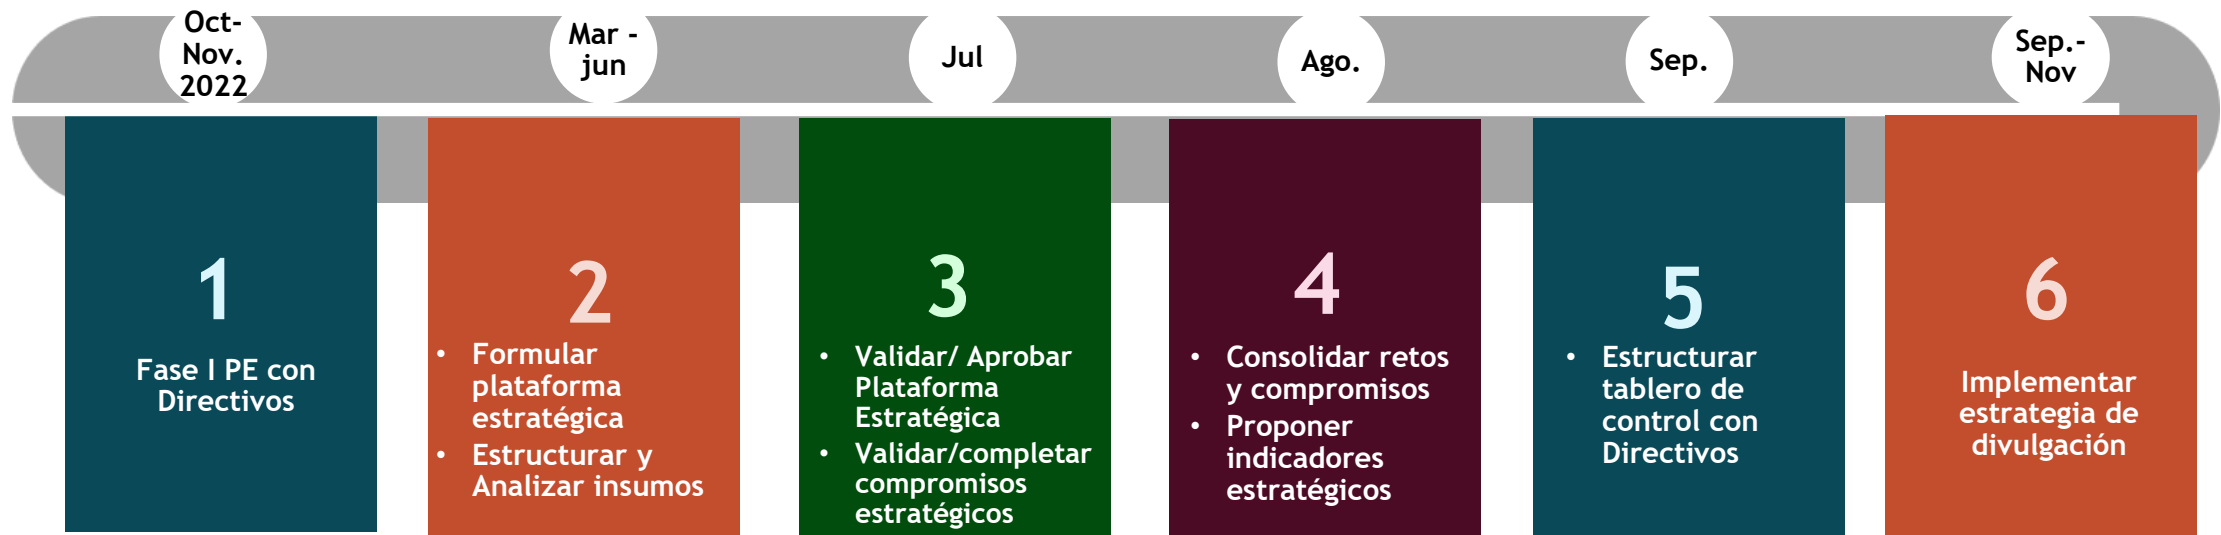 Oct-
Nov.
2022
Mar -
jun
Jul
Ago.
Sep.
Sep.-
Nov
1
Fase I PE con
Directivos
2
• Formular
plataforma
estratégica
• Estructurar y
Analizar insumos
3
• Validar/ Aprobar
Plataforma
Estratégica
• Validar/completar
compromisos
estratégicos
4
• Consolidar retos
y compromisos
• Proponer
indicadores
estratégicos
5
• Estructurar
tablero de
control con
Directivos
6
Implementar
estrategia de
divulgación